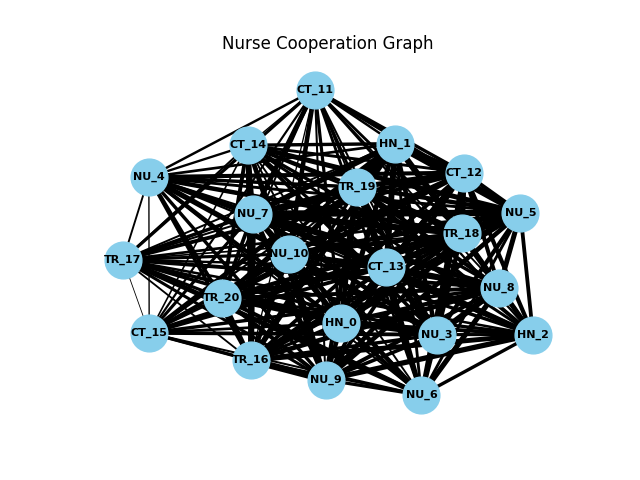 Nurse Cooperation Graph
CT_11
CT_14
HN_1
CT_12
NU_4
TR_19
NU_7
NU_5
TR_18
NU_10
TR_17
CT_13
NU_8
TR_20
HN_0
CT_15
NU_3
HN_2
TR_16
NU_9
NU_6